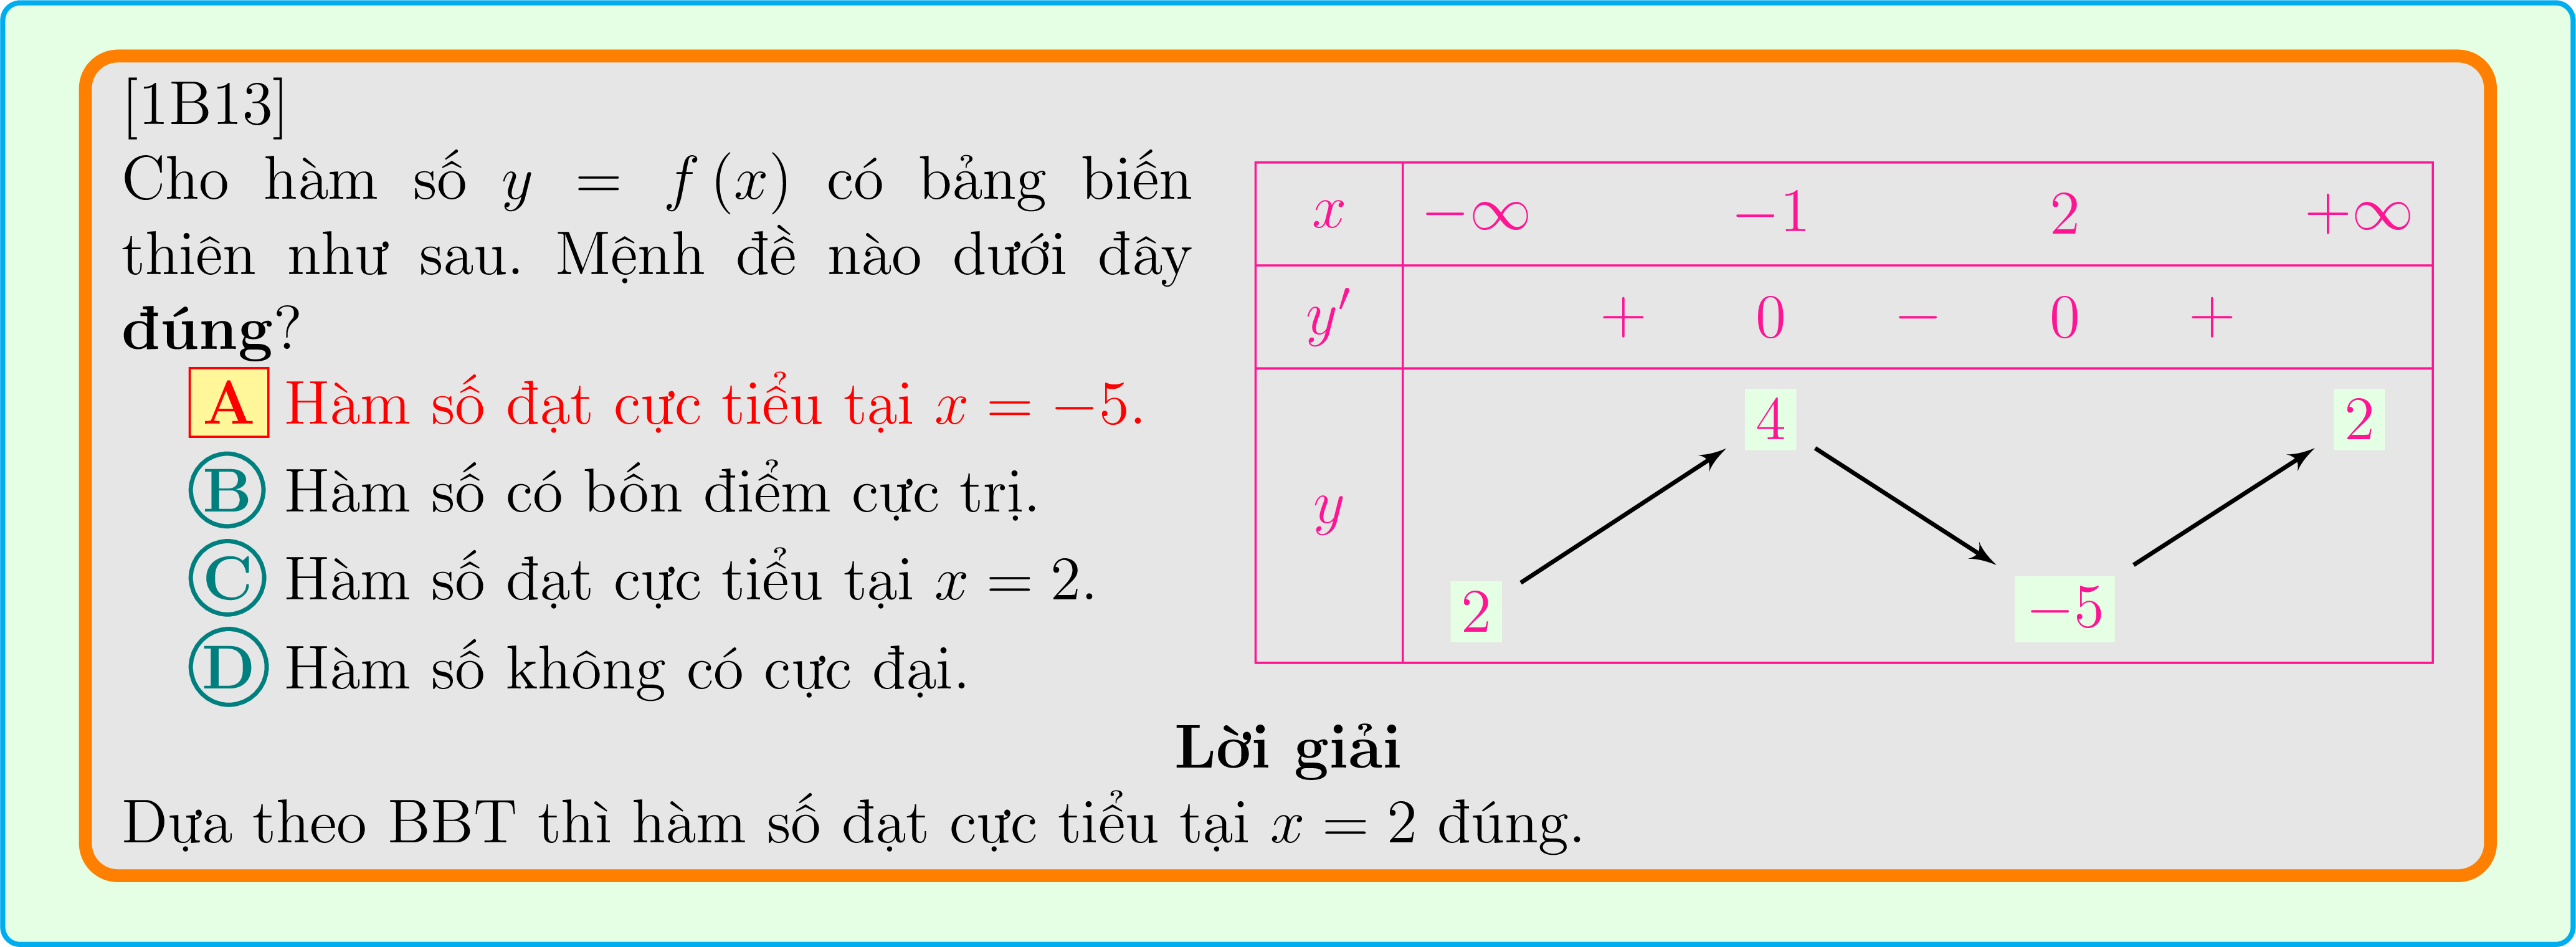 [1B13]
Cho hàm số y = f (x) có bảng biến
thiên như sau. Mệnh đề nào dưới đây
đúng?
A Hàm số đạt cực tiểu tại x = −5.
B Hàm số có bốn điểm cực trị.
C Hàm số đạt cực tiểu tại x = 2.
D Hàm số không có cực đại.
x −∞ −1 2 +∞
y′ + 0 − 0 +
y 2 4 −5 2
Lời giải
Dựa theo BBT thì hàm số đạt cực tiểu tại x = 2 đúng.